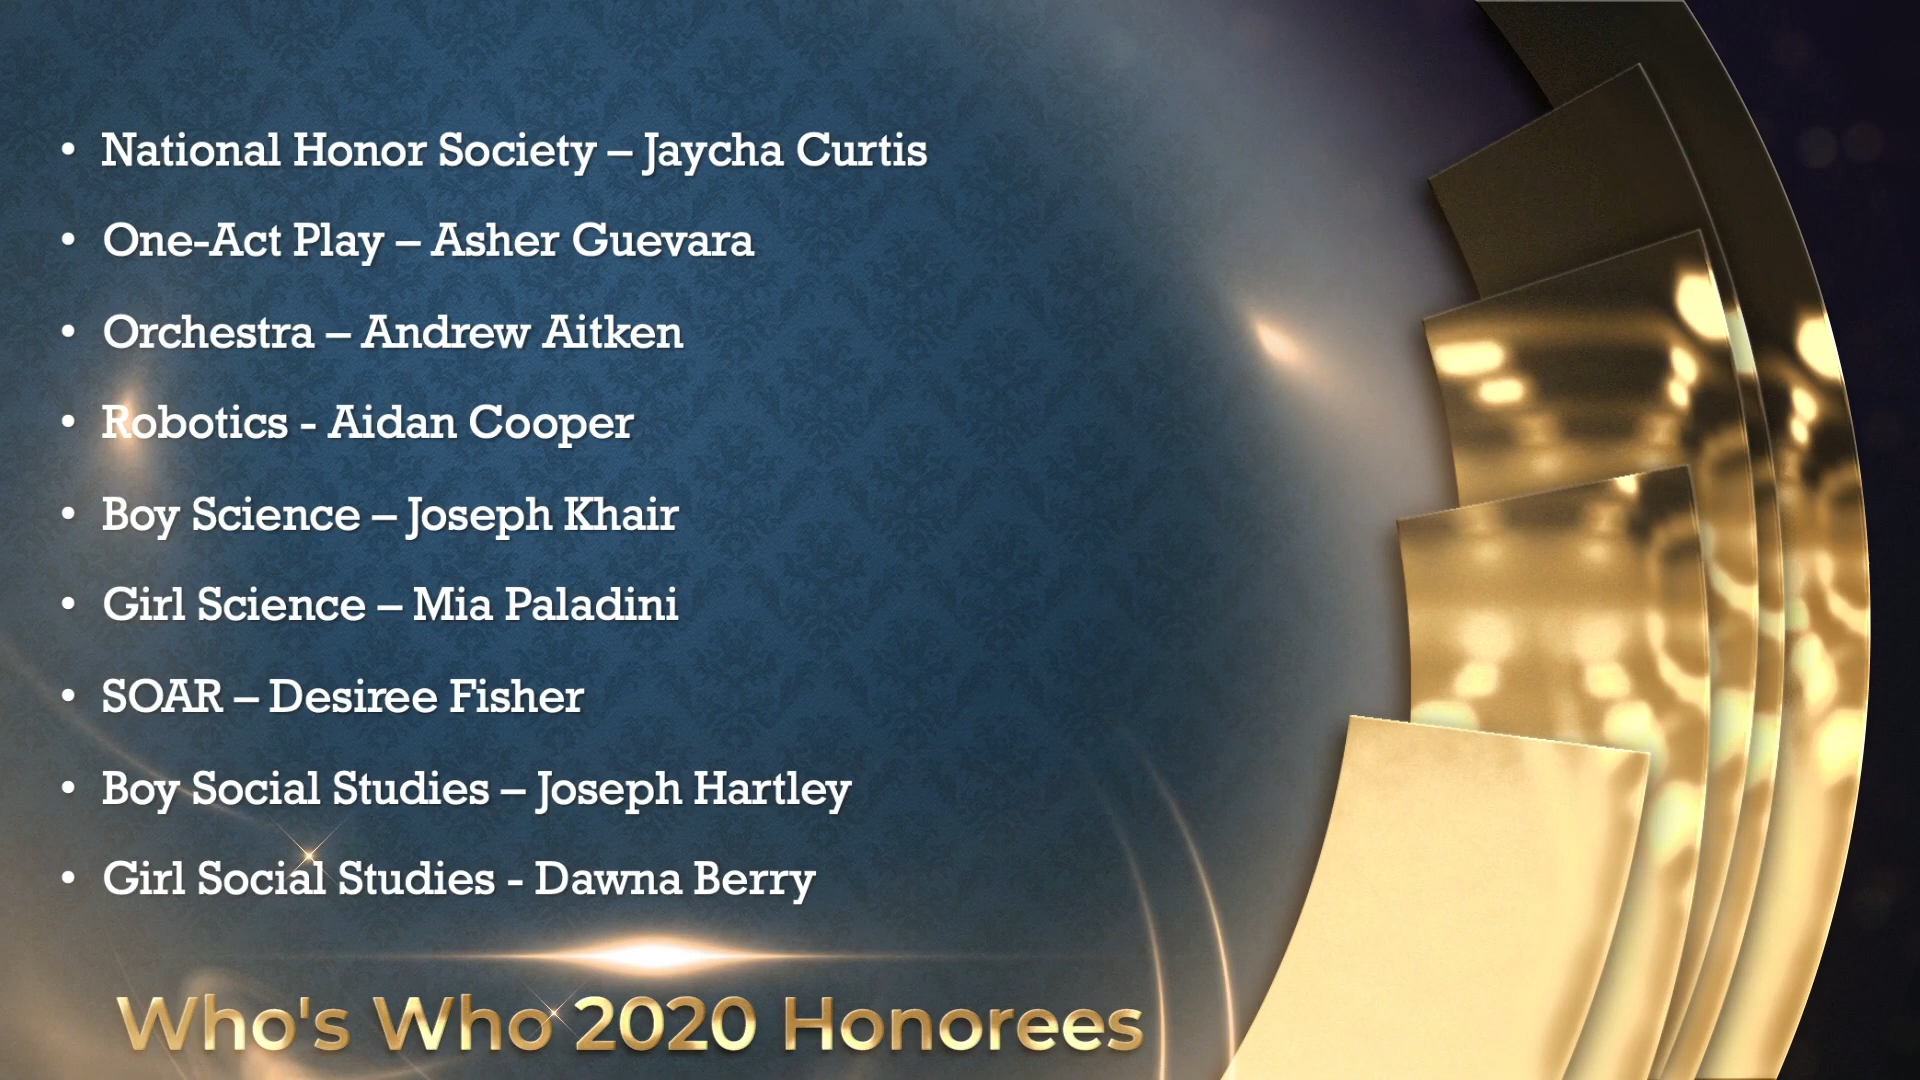 • National Honor Society – Jaycha Curtis
• One-Act Play – Asher Guevara
• Orchestra – Andrew Aitken
• Robotics - Aidan Cooper
• Boy Science – Joseph Khair
• Girl Science – Mia Paladini
• SOAR – Desiree Fisher
• Boy Social Studies – Joseph Hartley
• Girl Social Studies - Dawna Berry
Who's Who 2020 Honorees